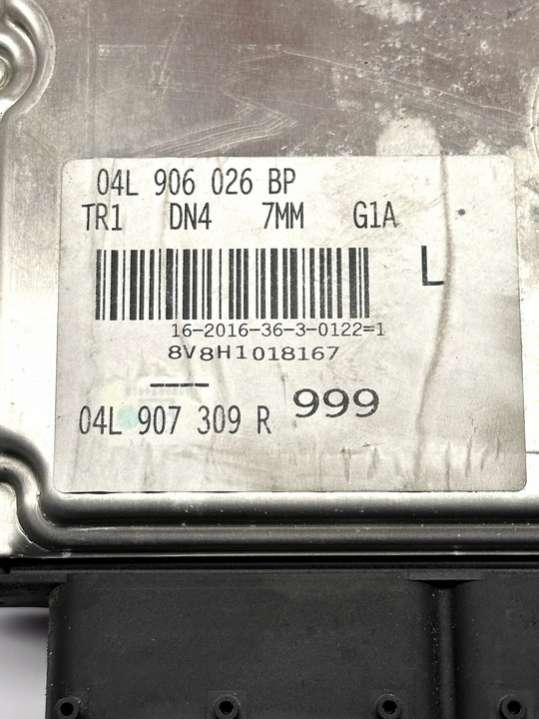 04L 906 026 BP
TR1 DN4 7MM G1A
L
16-2016-36-3-0122=1
8V8H1018167
04L 907 309 R 999